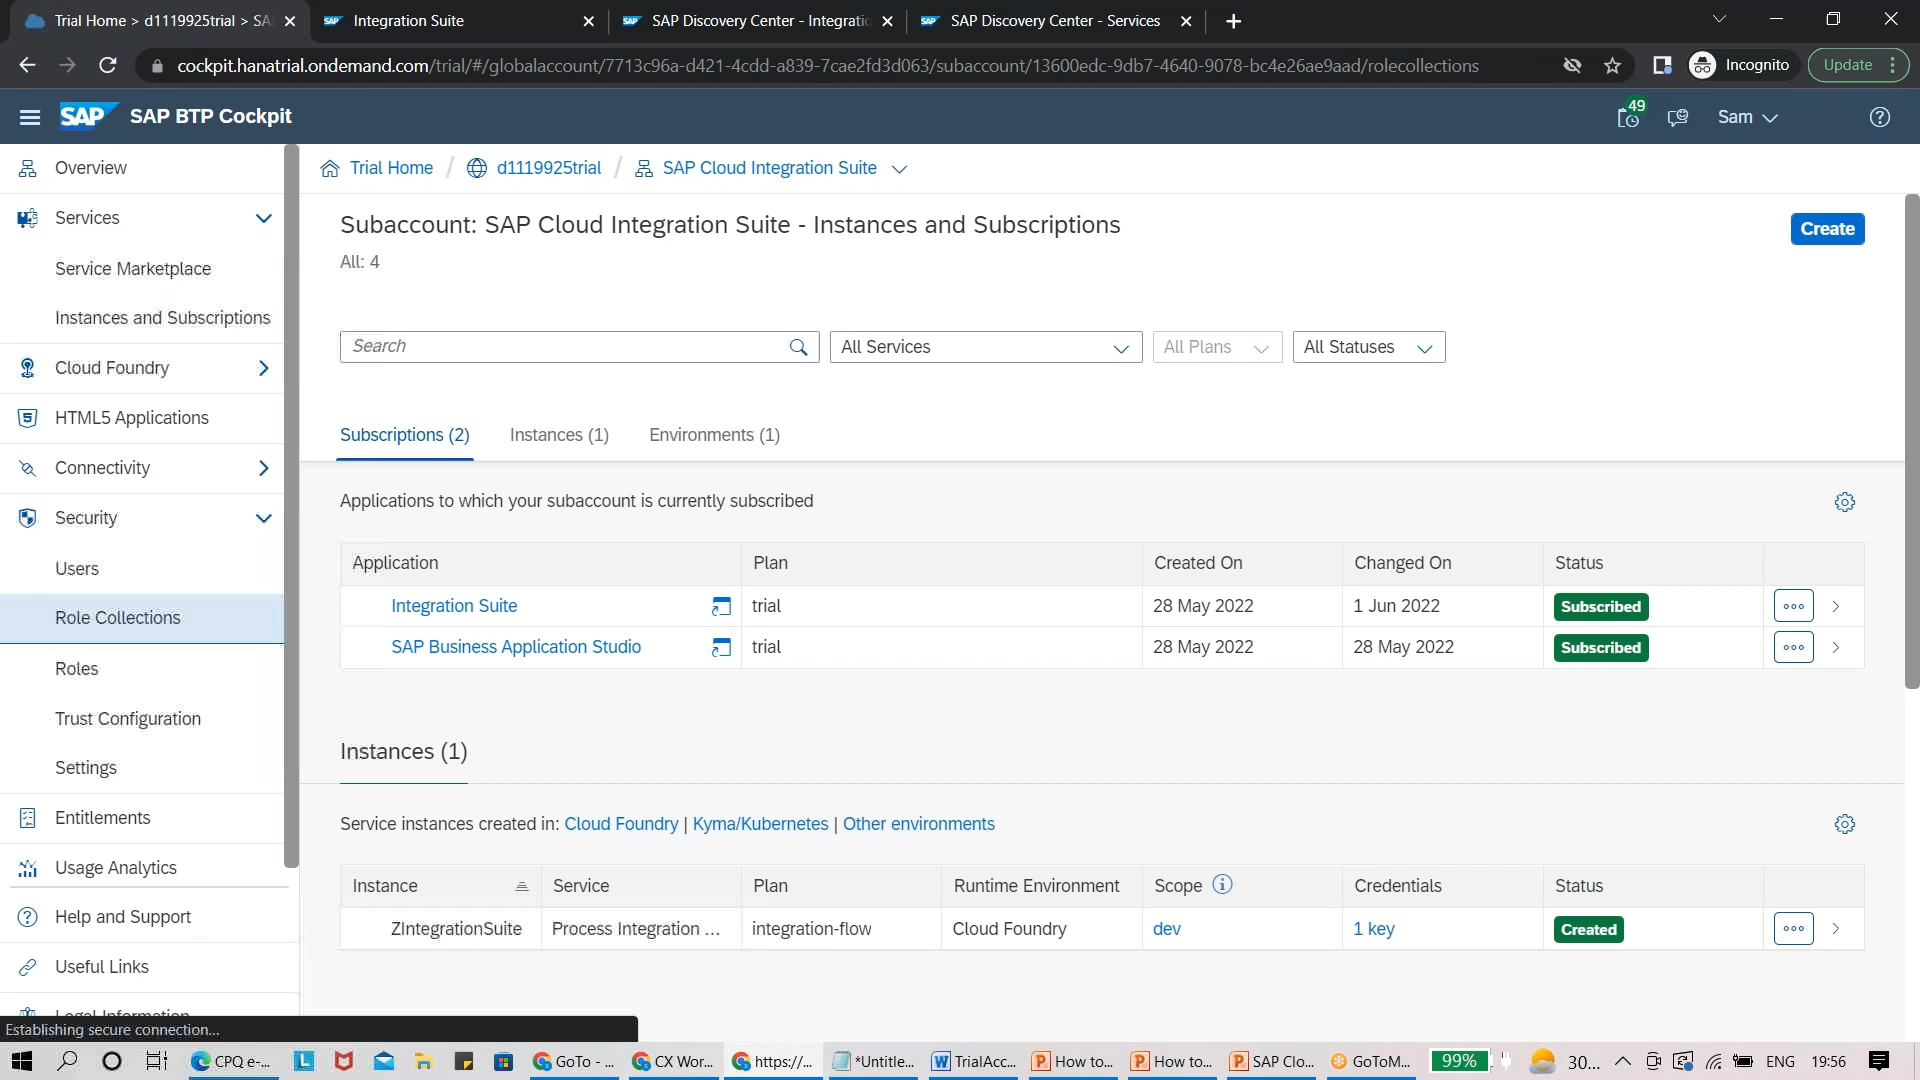 Trial Home > d1119925trial > SA
Integration Suite
SAP Discovery Center - Integratio
SAP Discovery Center - Services
cockpit.hanatrial.ondemand.com/trial/#/globalaccount/7713c96a-d421-4cdd-a839-7cae2fd3d063/subaccount/13600edc-9db7-4640-9078-bc4e26ae9aad/rolecollections
Incognito
Update
SAP
SAP BTP Cockpit
49
Sam
Overview
Services
Service Marketplace
Instances and Subscriptions
Cloud Foundry
HTML5 Applications
Connectivity
Security
Users
Role Collections
Roles
Trust Configuration
Settings
Entitlements
Usage Analytics
Help and Support
Useful Links
Legal Information
Establishing secure connection...
Trial Home / d1119925trial / SAP Cloud Integration Suite
Subaccount: SAP Cloud Integration Suite - Instances and Subscriptions
Create
All: 4
Search
All Services
All Plans
All Statuses
Subscriptions (2) Instances (1) Environments (1)
Applications to which your subaccount is currently subscribed
Application Plan Created On Changed On Status
Integration Suite trial 28 May 2022 1 Jun 2022 Subscribed
SAP Business Application Studio trial 28 May 2022 28 May 2022 Subscribed
Instances (1)
Service instances created in: Cloud Foundry | Kyma/Kubernetes | Other environments
Instance Service Plan Runtime Environment Scope Credentials Status
ZIntegrationSuite Process Integration ... integration-flow Cloud Foundry dev 1 key Created
CPQ e-...
GoTo - ...
CX Wor...
https://...
*Untitle...
TrialAcc...
How to...
How to...
SAP Clo...
GoToM...
99%
30...
ENG
19:56